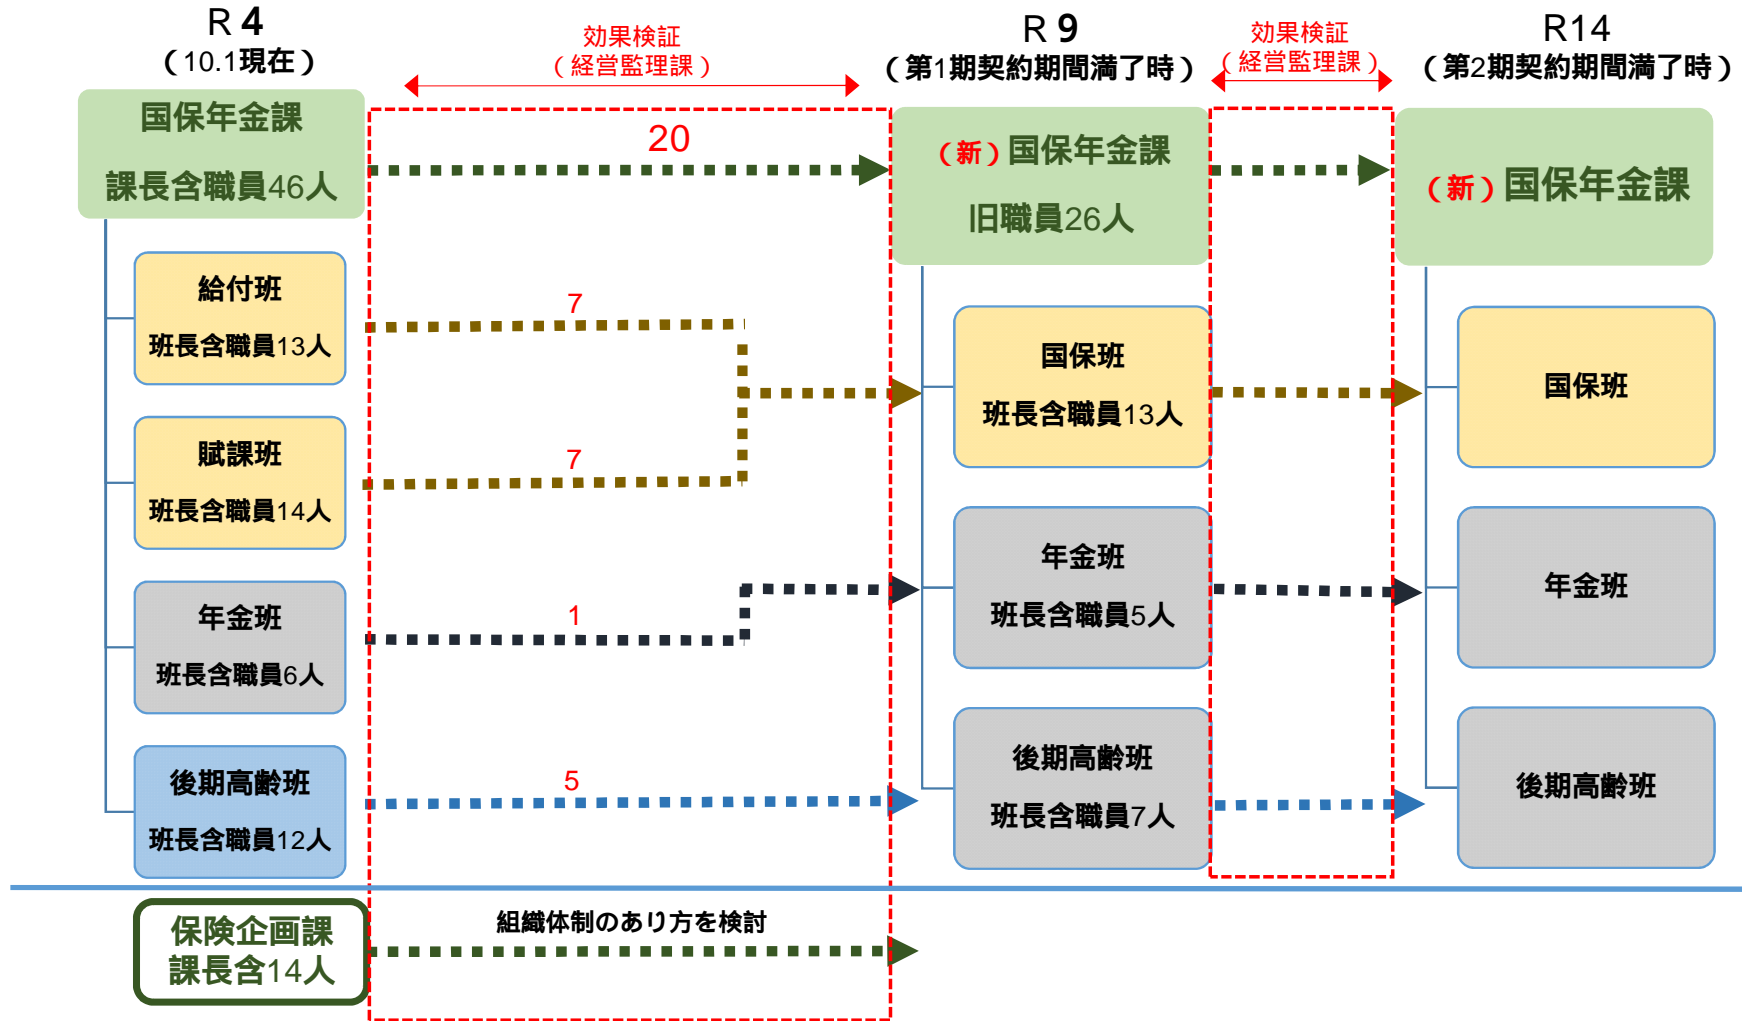 R 4
（10.1現在）
効果検証
（経営監理課）
R 9
（第1期契約期間満了時）
効果検証
（経営監理課）
R14
（第2期契約期間満了時）
国保年金課
課長含職員46人
20
（新）国保年金課
旧職員26人
（新）国保年金課
給付班
班長含職員13人
7
国保班
班長含職員13人
国保班
賦課班
班長含職員14人
7
年金班
班長含職員6人
1
年金班
班長含職員5人
年金班
後期高齢班
班長含職員12人
5
後期高齢班
班長含職員7人
後期高齢班
保険企画課
課長含14人
組織体制のあり方を検討